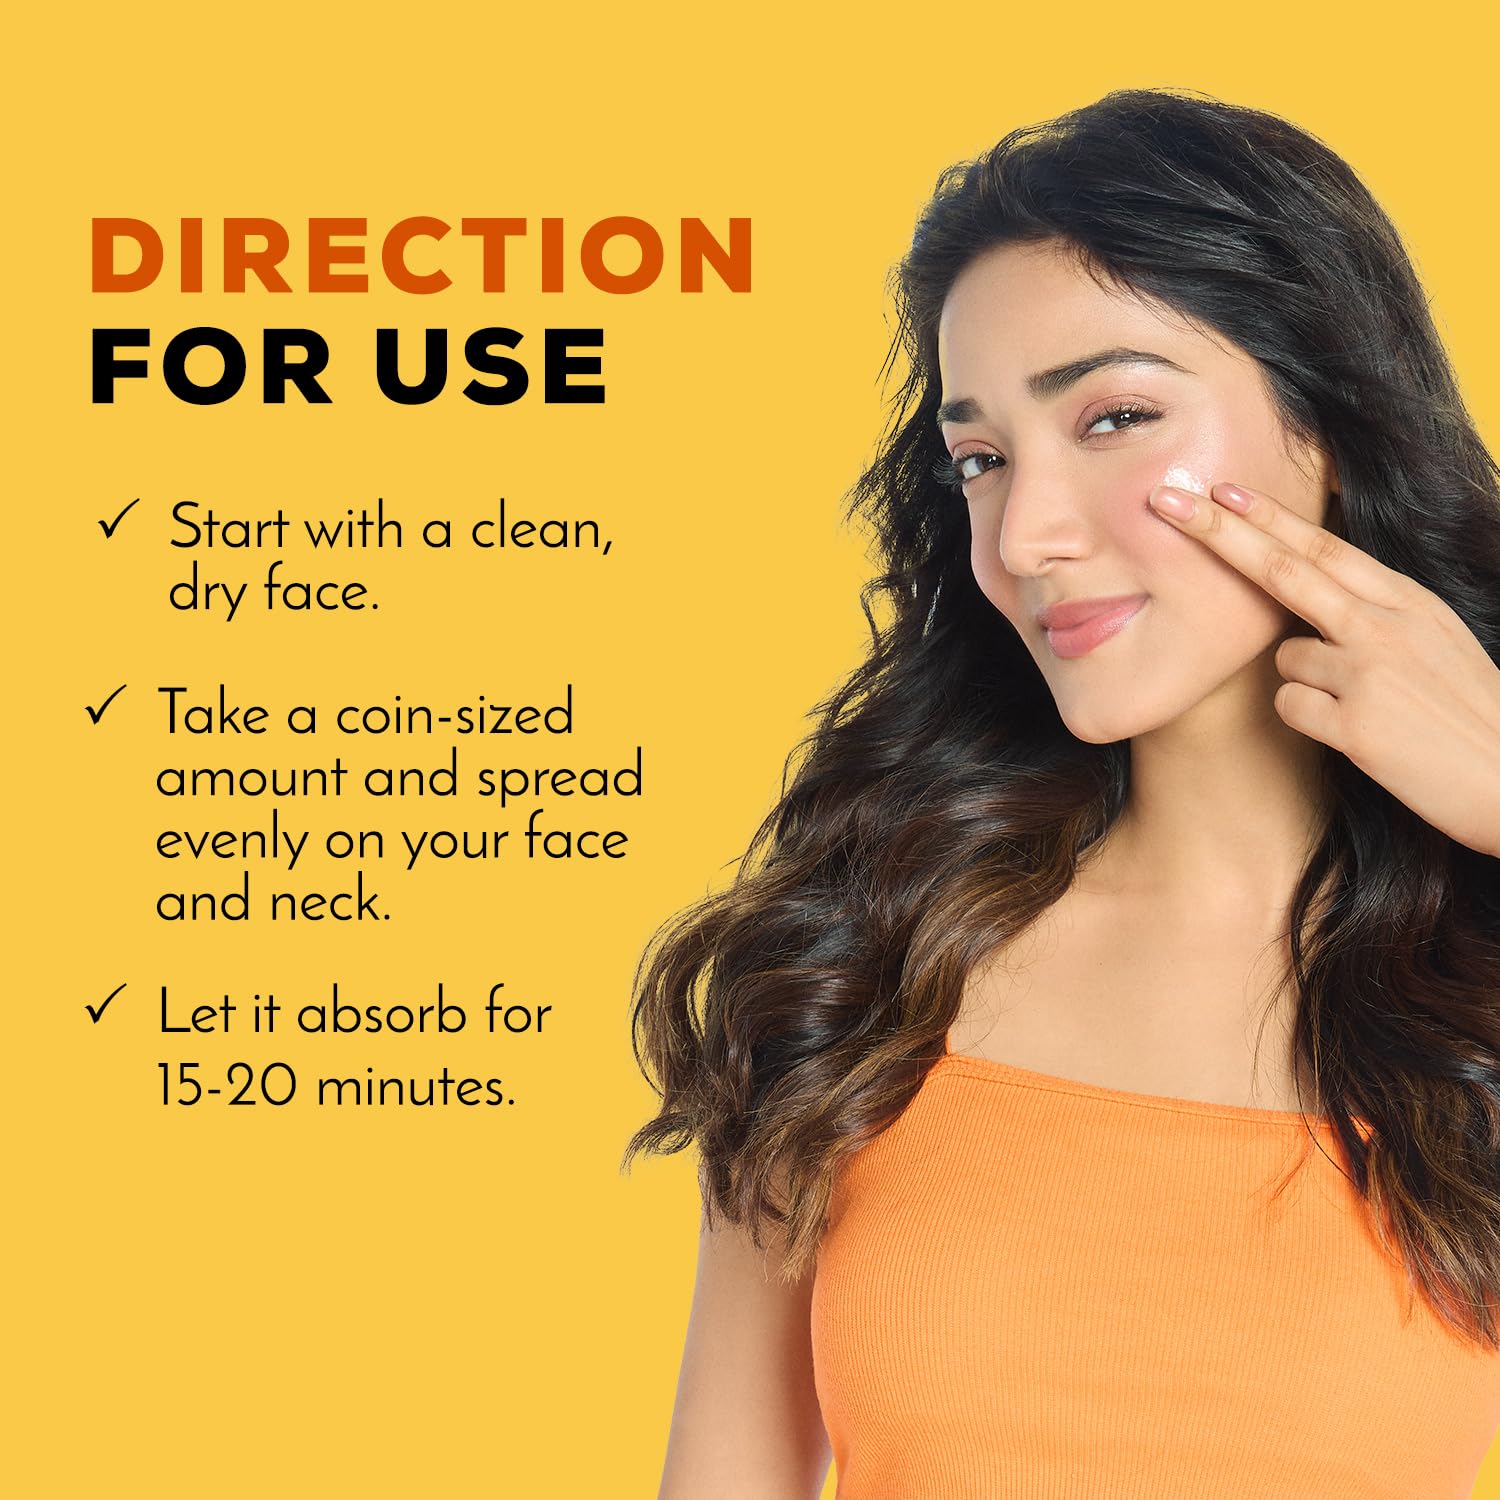 DIRECTION
FOR USE
✓ Start with a clean,
dry face.
✓ Take a coin-sized
amount and spread
evenly on your face
and neck.
✓ Let it absorb for
15-20 minutes.